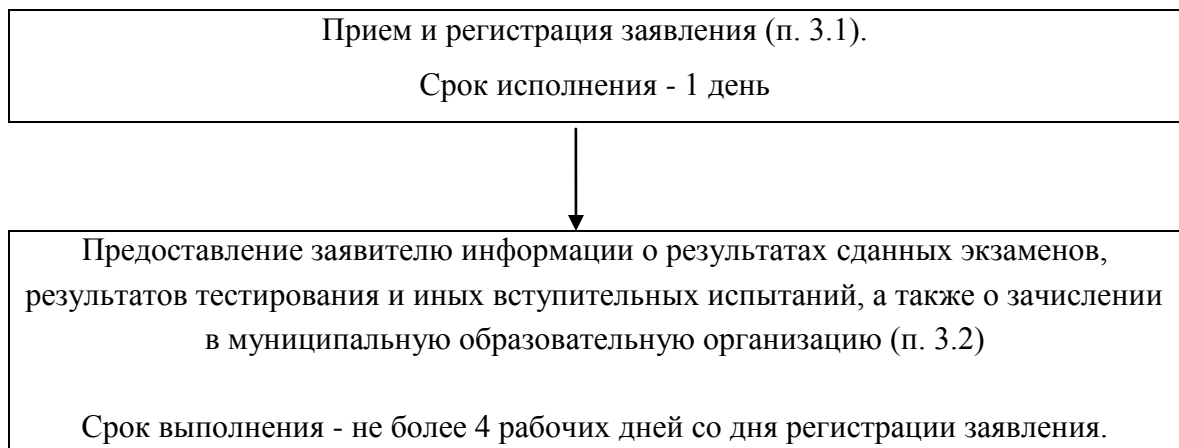 Прием и регистрация заявления (п. 3.1).
Срок исполнения - 1 день
Предоставление заявителю информации о результатах сданных экзаменов,
результатов тестирования и иных вступительных испытаний, а также о зачислении
в муниципальную образовательную организацию (п. 3.2)
Срок выполнения - не более 4 рабочих дней со дня регистрации заявления.